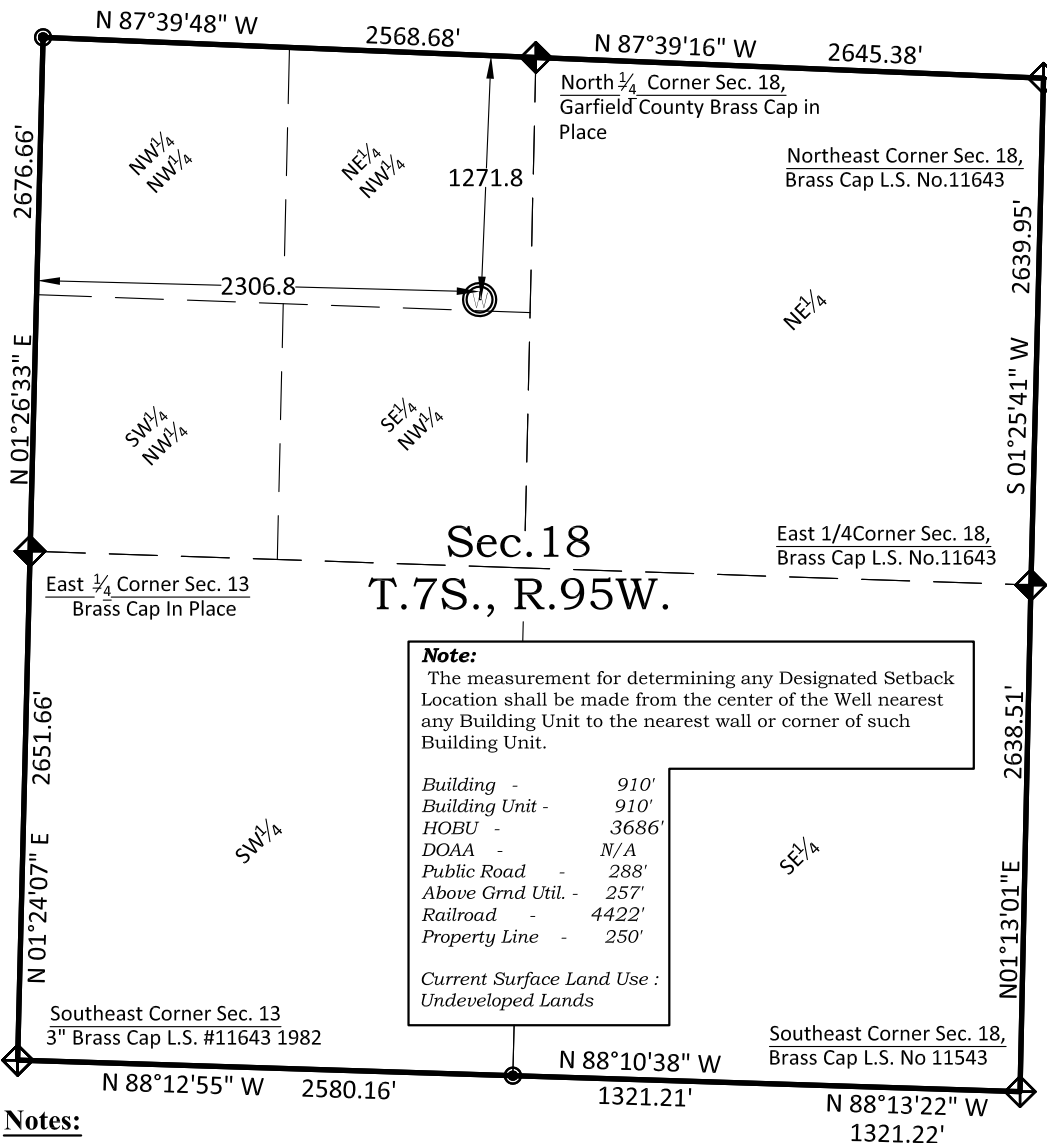 N 87°39'48" W 2568.68' N 87°39'16" W 2645.38'
North 1/4 Corner Sec. 18,
Garfield County Brass Cap in
Place
Northeast Corner Sec. 18,
Brass Cap L.S. No.11643
2676.66'
NW1/4
NW1/4
NE1/4
NW1/4
1271.8
2639.95'
2306.8
W
NE1/4
N 01°26'33" E
SW1/4
NW1/4
SE1/4
NW1/4
S 01°25'41" W
Sec.18
T.7S., R.95W.
East 1/4Corner Sec. 18,
Brass Cap L.S. No.11643
East 1/4 Corner Sec. 13
Brass Cap In Place
Note:
The measurement for determining any Designated Setback
Location shall be made from the center of the Well nearest
any Building Unit to the nearest wall or corner of such
Building Unit.
Building - 910'
Building Unit - 910'
HOBU - 3686'
DOAA - N/A
Public Road - 288'
Above Grnd Util. - 257'
Railroad - 4422'
Property Line - 250'
Current Surface Land Use :
Undeveloped Lands
2651.66'
2638.51'
SW1/4
SE1/4
N 01°24'07" E
N01°13'01"E
Southeast Corner Sec. 13
3" Brass Cap L.S. #11643 1982
Southeast Corner Sec. 18,
Brass Cap L.S. No 11543
N 88°12'55" W 2580.16'
N 88°10'38" W
1321.21'
N 88°13'22" W
1321.22'
Notes: